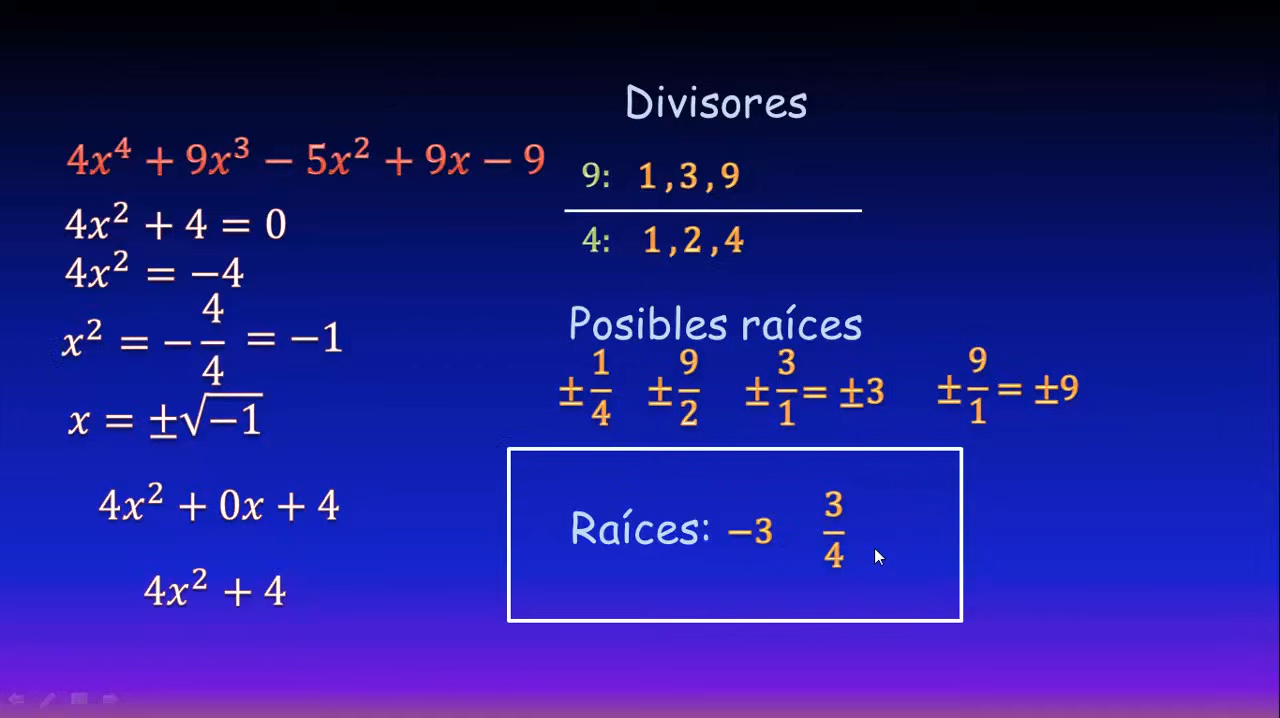 4x⁴ + 9x³ − 5x² + 9x − 9
4x² + 4 = 0
4x² = −4
x² = −4/4 = −1
x = ±√−1
4x² + 0x + 4
4x² + 4
Divisores
9: 1 , 3 , 9
4: 1 , 2 , 4
Posibles raíces
±1/4 ±9/2 ±3/1 = ±3 ±9/1 = ±9
Raíces: −3 3/4